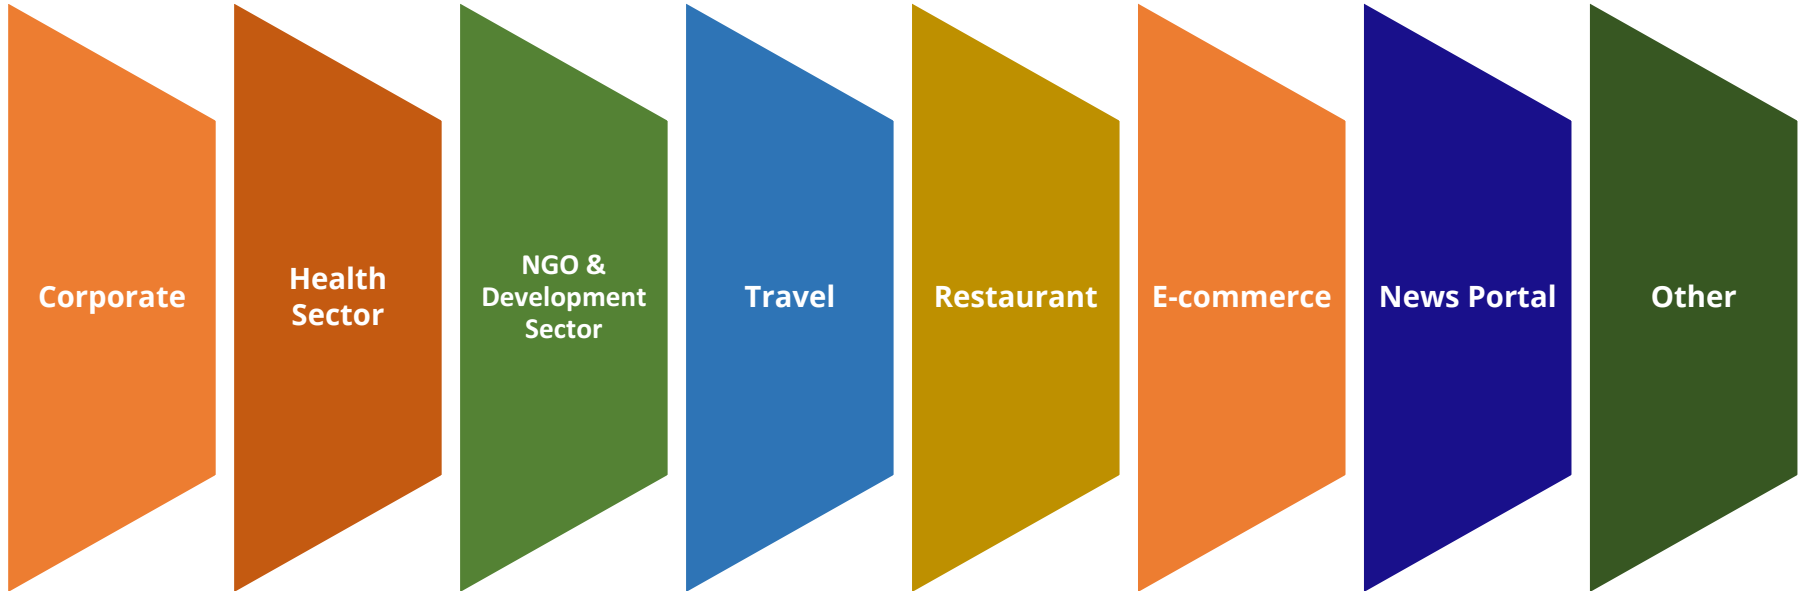 Corporate
Health
Sector
NGO &
Development
Sector
Travel
Restaurant
E-commerce
News Portal
Other